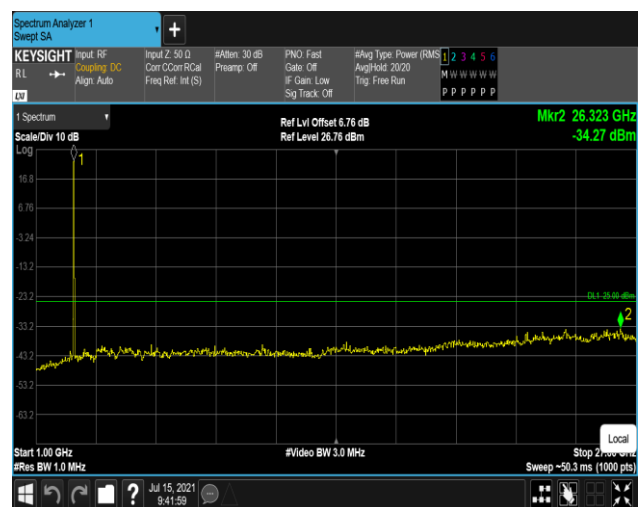 Spectrum Analyzer 1
Swept SA
+
KEYSIGHT
RL
LXI
Input: RF
Coupling: DC
Align: Auto
Input Z: 50 Ω
Corr CCorr RCal
Freq Ref: Int (S)
#Atten: 30 dB
Preamp: Off
PNO: Fast
Gate: Off
IF Gain: Low
Sig Track: Off
#Avg Type: Power (RMS
Avg|Hold: 20/20
Trig: Free Run
1 2 3 4 5 6
M W W W W W
P P P P P P
1 Spectrum
Scale/Div 10 dB
Ref Lvl Offset 6.76 dB
Ref Level 26.76 dBm
Mkr2 26.323 GHz
-34.27 dBm
Log
1
16.8
6.76
-3.24
-13.2
-23.2
DL1 -25.00 dBm
2
-33.2
-43.2
-53.2
-63.2
Local
Start 1.00 GHz
#Video BW 3.0 MHz
Stop 27.00 GHz
#Res BW 1.0 MHz
Sweep ~50.3 ms (1000 pts)
?
Jul 15, 2021
9:41:59